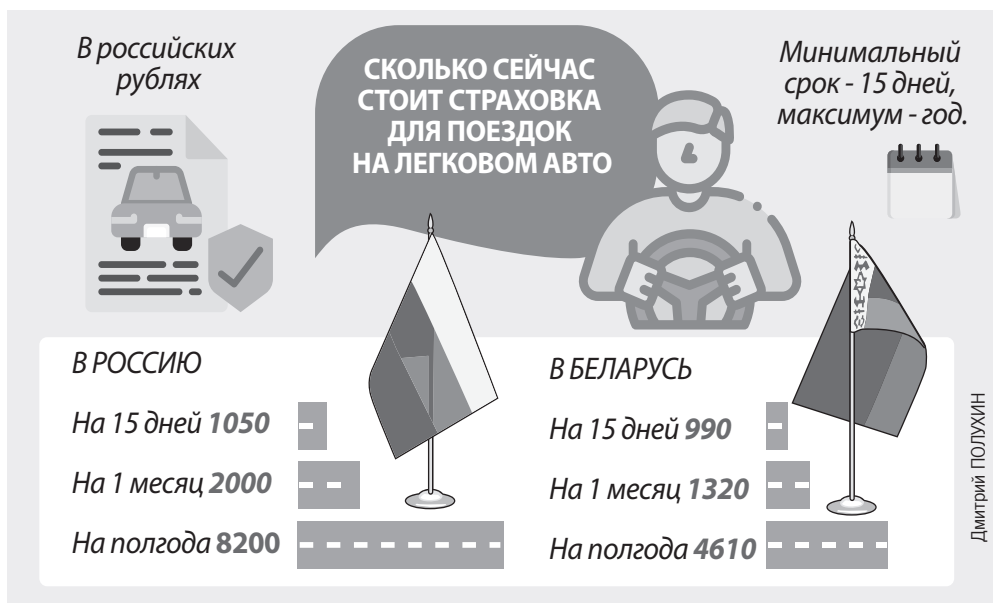 В российских
рублях
СКОЛЬКО СЕЙЧАС
СТОИТ СТРАХОВКА
ДЛЯ ПОЕЗДОК
НА ЛЕГКОВОМ АВТО
Минимальный
срок - 15 дней,
максимум - год.
В РОССИЮ
На 15 дней 1050
На 1 месяц 2000
На полгода 8200
В БЕЛАРУСЬ
На 15 дней 990
На 1 месяц 1320
На полгода 4610
Дмитрий ПОЛУХИН